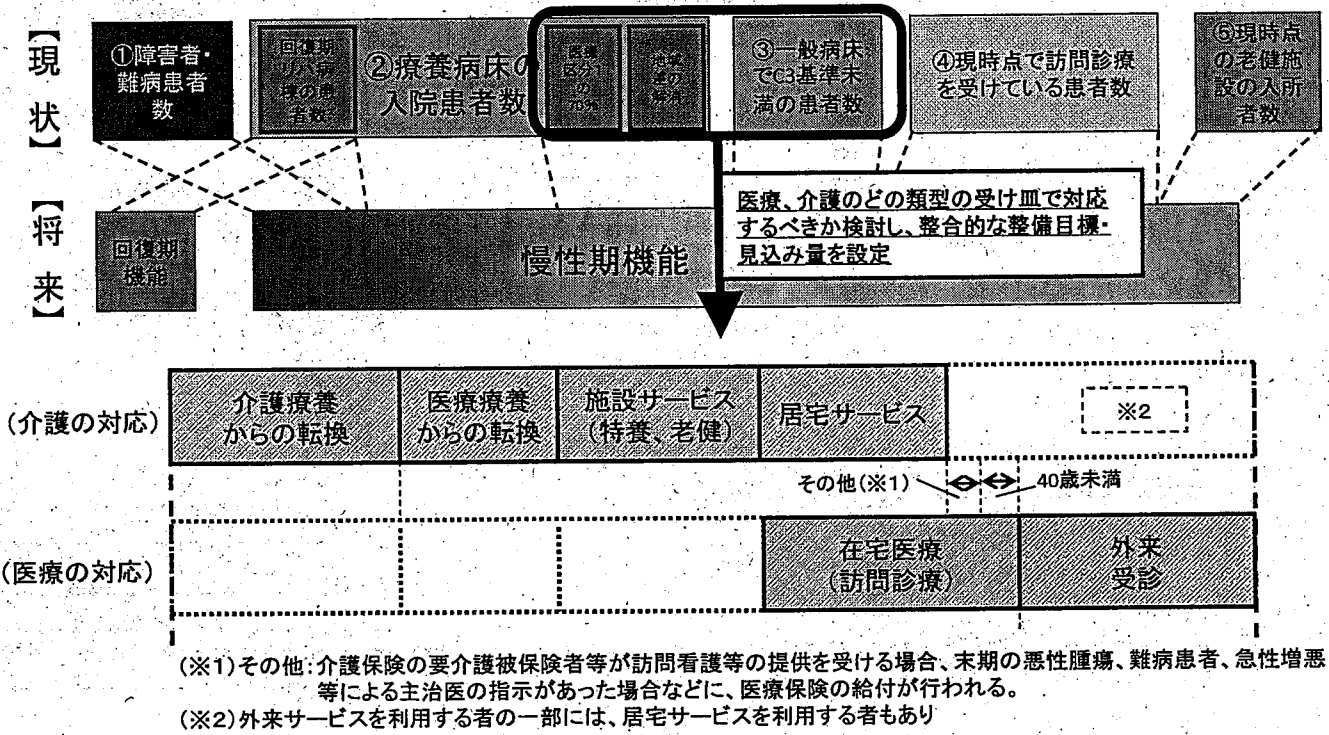 【現状】
①障害者・
難病患者
数
回復期
リハ病
棟の患
者数
②療養病床の
入院患者数
医療
区分1
の
70%
地域
差の
解消
③一般病床
でC3基準未
満の患者数
④現時点で訪問診療
を受けている患者数
⑤現時点
の老健施
設の入所
者数
【将来】
回復期
機能
慢性期機能
医療、介護のどの類型の受け皿で対応
するべきか検討し、整合的な整備目標・
見込み量を設定
(介護の対応)
介護療養
からの転換
医療療養
からの転換
施設サービス
(特養、老健)
居宅サービス
※2
その他(※1)
40歳未満
(医療の対応)
在宅医療
(訪問診療)
外来
受診
(※1)その他:介護保険の要介護被保険者等が訪問看護等の提供を受ける場合、末期の悪性腫瘍、難病患者、急性増悪
等による主治医の指示があった場合などに、医療保険の給付が行われる。
(※2)外来サービスを利用する者の一部には、居宅サービスを利用する者もあり